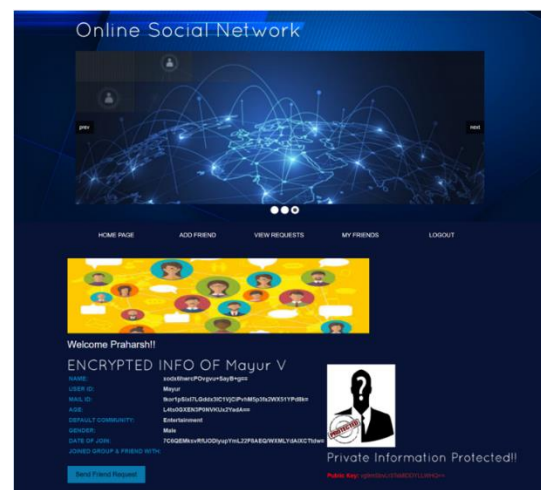 Online Social Network
prev
next
HOME PAGE ADD FRIEND VIEW REQUESTS MY FRIENDS LOGOUT
Welcome Praharsh!!
ENCRYPTED INFO OF Mayur V
NAME:
USER ID: Mayur
MAIL ID:
AGE:
DEFAULT COMMUNITY: Entertainment
GENDER: Male
DATE OF JOIN:
JOINED GROUP & FRIEND WITH:
Send Friend Request
PROTECTED
Private Information Protected!!
Public Key: